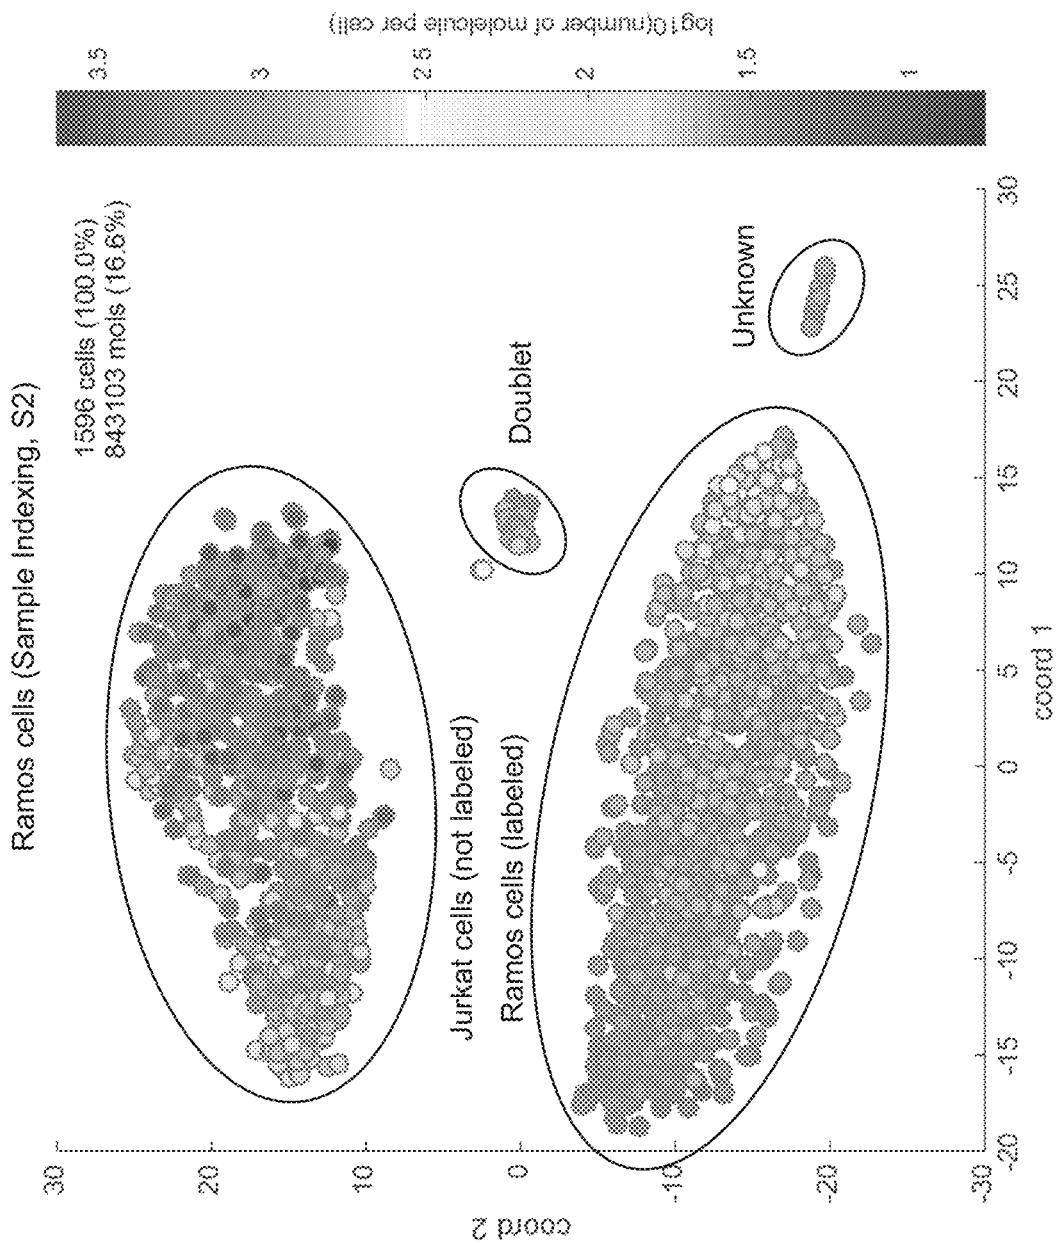 Ramos cells (Sample Indexing, S2)
1596 cells (100.0%)
843103 mols (16.6%)
Jurkat cells (not labeled)
Ramos cells (labeled)
Doublet
Unknown
coord 2
30
20
10
0
-10
-20
-30
-20
-15
-10
-5
0
5
10
15
20
25
30
coord 1
3.5
3
2.5
2
1.5
1
log10(number of molecule per cell)